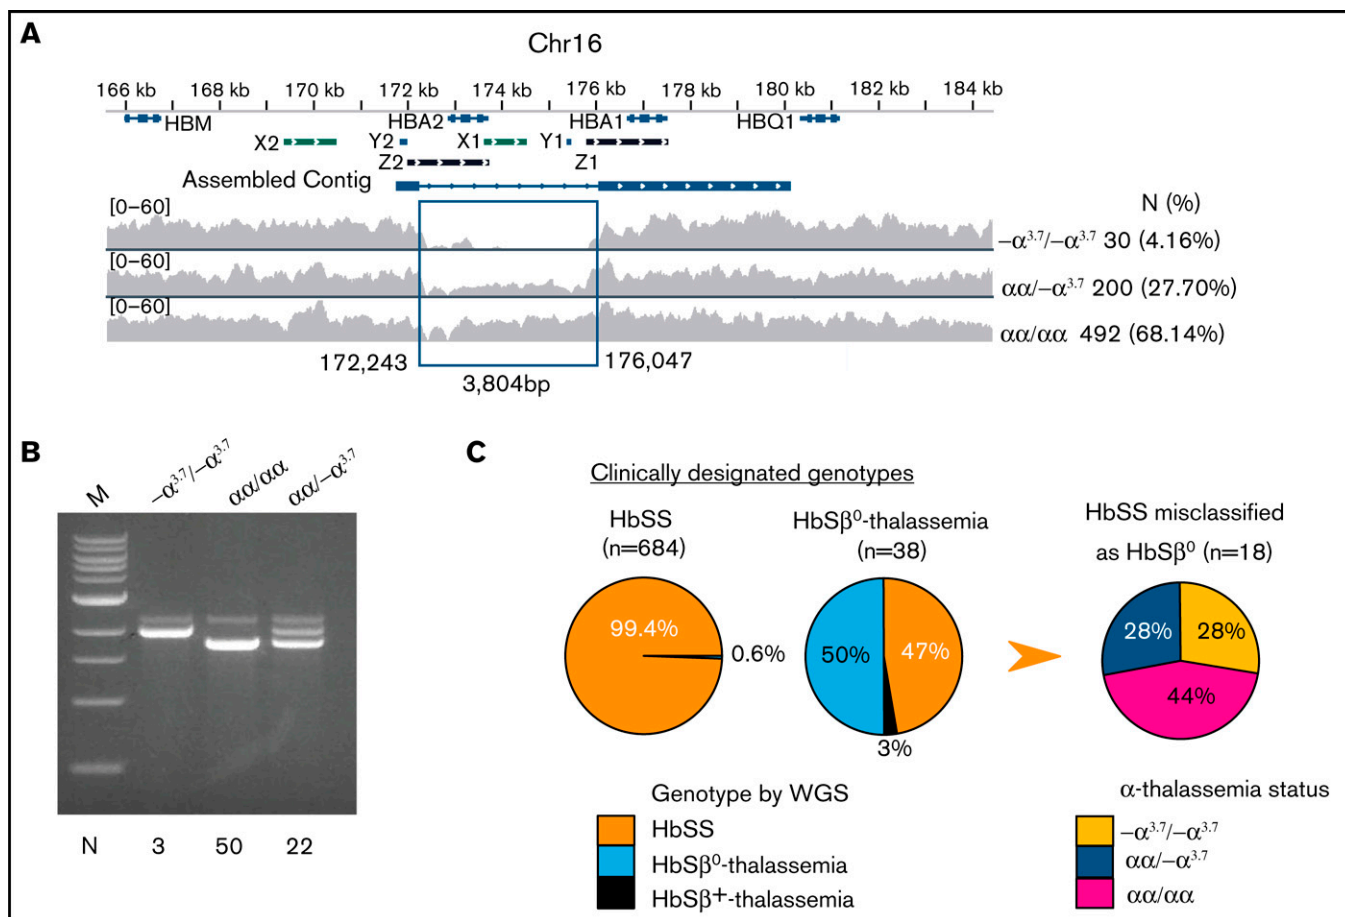 A
Chr16
166 kb 168 kb 170 kb 172 kb 174 kb 176 kb 178 kb 180 kb 182 kb 184 kb
HBM HBA2 HBA1 HBQ1
X2 Y2 X1 Y1
Z2 Z1
Assembled Contig
N (%)
[0–60]
–α3.7/–α3.7 30 (4.16%)
[0–60]
αα/–α3.7 200 (27.70%)
[0–60]
αα/αα 492 (68.14%)
172,243 176,047
3,804bp
B
M –α3.7/–α3.7 αα/αα αα/–α3.7
N 3 50 22
C
Clinically designated genotypes
HbSS
(n=684)
HbSβ0-thalassemia
(n=38)
HbSS misclassified
as HbSβ0 (n=18)
99.4%
0.6%
50% 47%
3%
28% 28%
44%
Genotype by WGS
HbSS
HbSβ0-thalassemia
HbSβ+-thalassemia
α-thalassemia status
–α3.7/–α3.7
αα/–α3.7
αα/αα